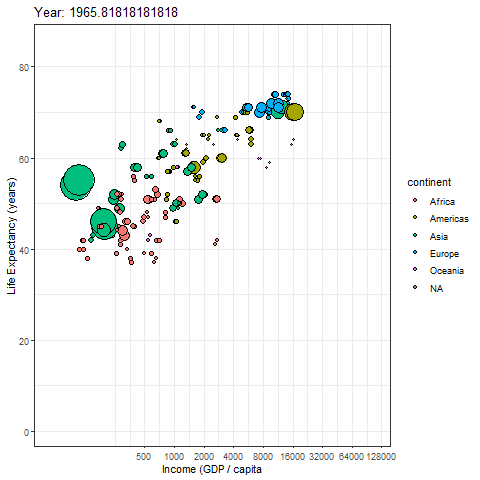 Year: 1965.81818181818
80
60
40
20
0
Life Expectancy (years)
500 1000 2000 4000 8000 16000 32000 64000 128000
Income (GDP / capita
continent
Africa
Americas
Asia
Europe
Oceania
NA